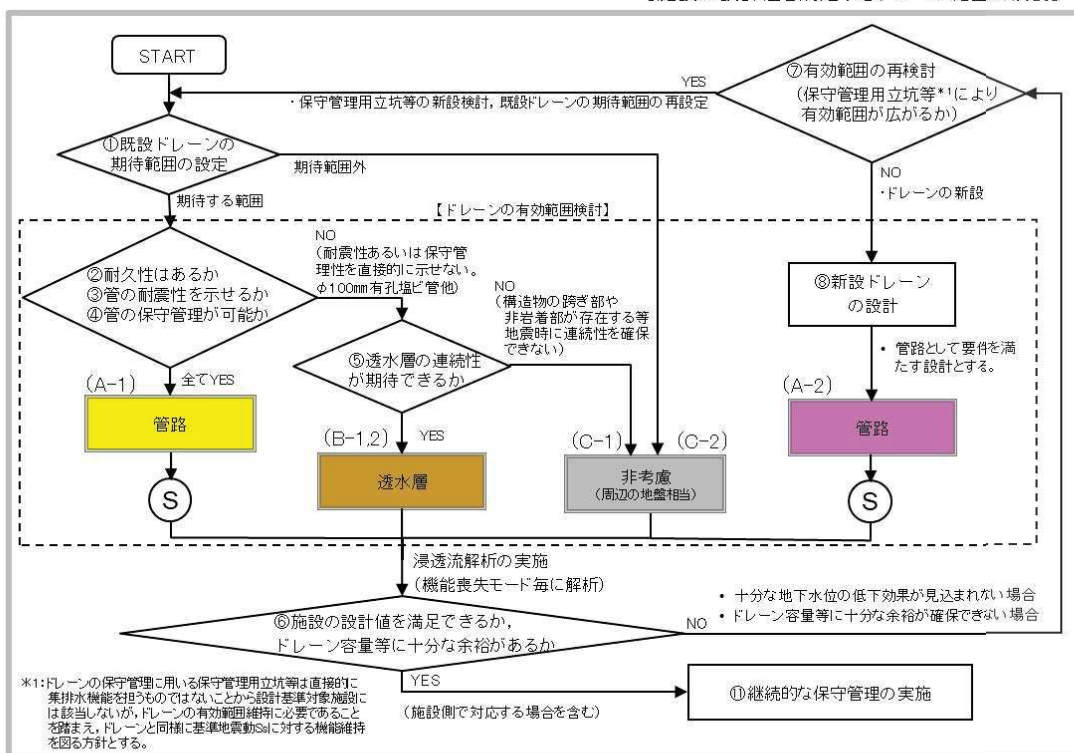 START
⑦有効範囲の再検討
(保守管理用立坑等*1により
有効範囲が広がるか)
YES
・保守管理用立坑等の新設検討,既設ドレーンの期待範囲の再設定
①既設ドレーンの
期待範囲の設定
期待範囲外
期待する範囲
NO
・ドレーンの新設
【ドレーンの有効範囲検討】
②耐久性はあるか
③管の耐震性を示せるか
④管の保守管理が可能か
NO
(耐震性あるいは保守管
理性を直接的に示せない。
φ100mm有孔塩ビ管他)
NO
(構造物の跨ぎ部や
非岩着部が存在する等
地震時に連続性を確保
できない)
⑧新設ドレーン
の設計
⑤透水層の連続性
が期待できるか
• 管路として要件を満
たす設計とする。
(A-1)
全てYES
管路
(B-1,2)
YES
透水層
(C-1)
(C-2)
非考慮
(周辺の地盤相当)
(A-2)
管路
S
S
浸透流解析の実施
(機能喪失モード毎に解析)
⑥施設の設計値を満足できるか,
ドレーン容量等に十分な余裕があるか
NO
• 十分な地下水位の低下効果が見込まれない場合
• ドレーン容量等に十分な余裕が確保できない場合
YES
(施設側で対応する場合を含む)
⑪継続的な保守管理の実施
*1:ドレーンの保守管理に用いる保守管理用立坑等は直接的に
集排水機能を担うものではないことから設計基準対象施設に
は該当しないが,ドレーンの有効範囲維持に必要であること
を踏まえ,ドレーンと同様に基準地震動Ssに対する機能維持
を図る方針とする。